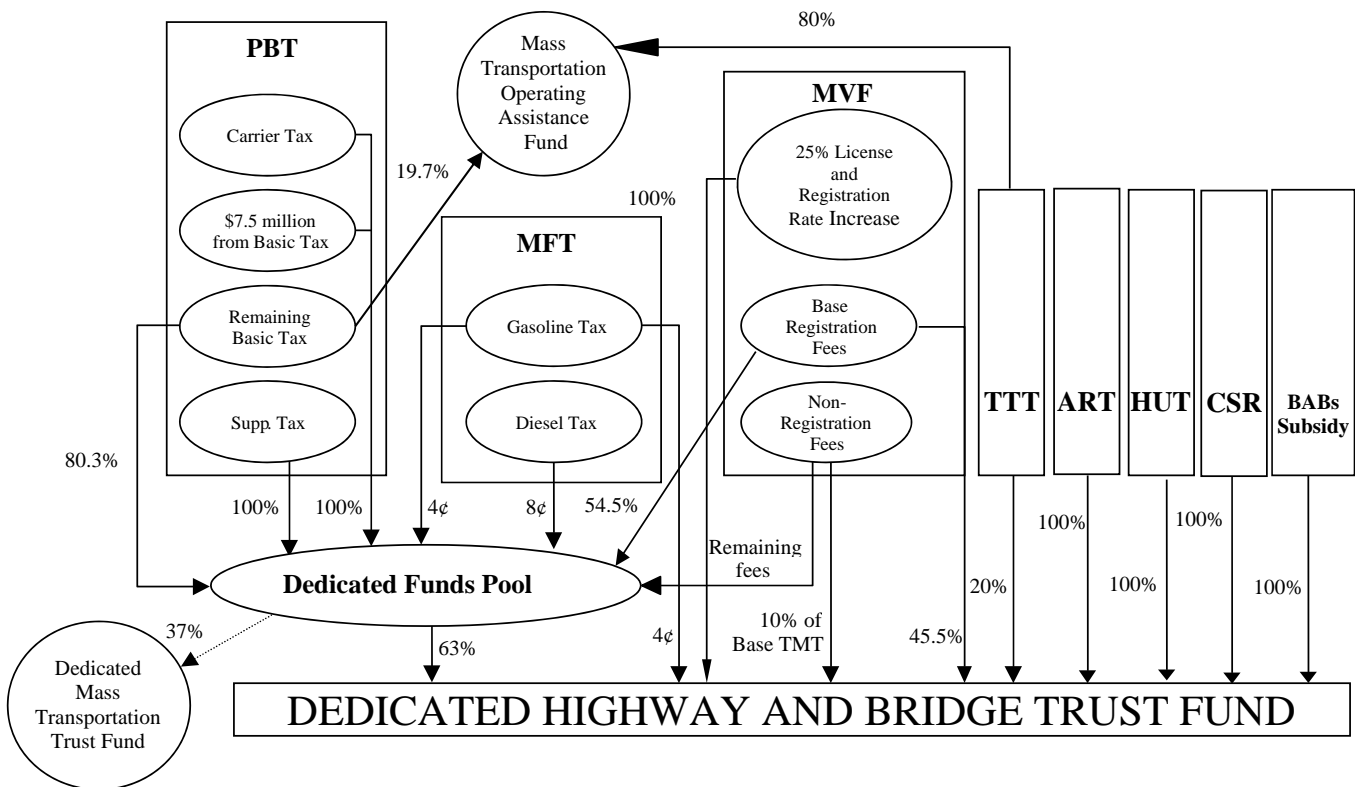 80%
PBT
Mass
Transportation
Operating
Assistance
Fund
MVF
Carrier Tax
25% License
and
Registration
Rate Increase
19.7%
$7.5 million
from Basic Tax
100%
MFT
Remaining
Basic Tax
Gasoline Tax
Base
Registration
Fees
Supp. Tax
Diesel Tax
Non-
Registration
Fees
TTT
ART
HUT
CSR
BABs
Subsidy
80.3%
100%
100%
4¢
8¢
54.5%
100%
100%
Remaining
fees
Dedicated Funds Pool
20%
100%
100%
37%
63%
4¢
10% of
Base TMT
45.5%
Dedicated
Mass
Transportation
Trust Fund
DEDICATED HIGHWAY AND BRIDGE TRUST FUND